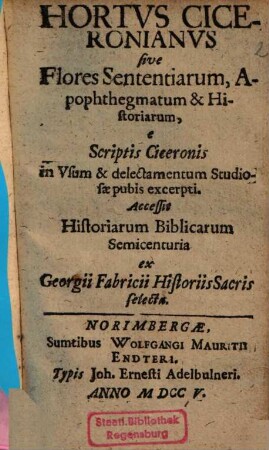 HORTVS CICE-
RONIANVS
sive
Flores Sententiarum, A-
pophthegmatum & Hi-
storiarum,
e
Scriptis Ciceronis
in Vsum & delectamentum Studio-
sæ pubis excerpti.
Accessit
Historiarum Biblicarum
Semicenturia
ex
Georgii Fabricii Historiis Sacris
selecta.
NORIMBERGÆ,
Sumtibus WOLFGANGI MAURITII
ENDTERI.
Typis Joh. Ernesti Adelbulneri.
ANNO M DCC V.
Staatl. Bibliothek
Regensburg
2